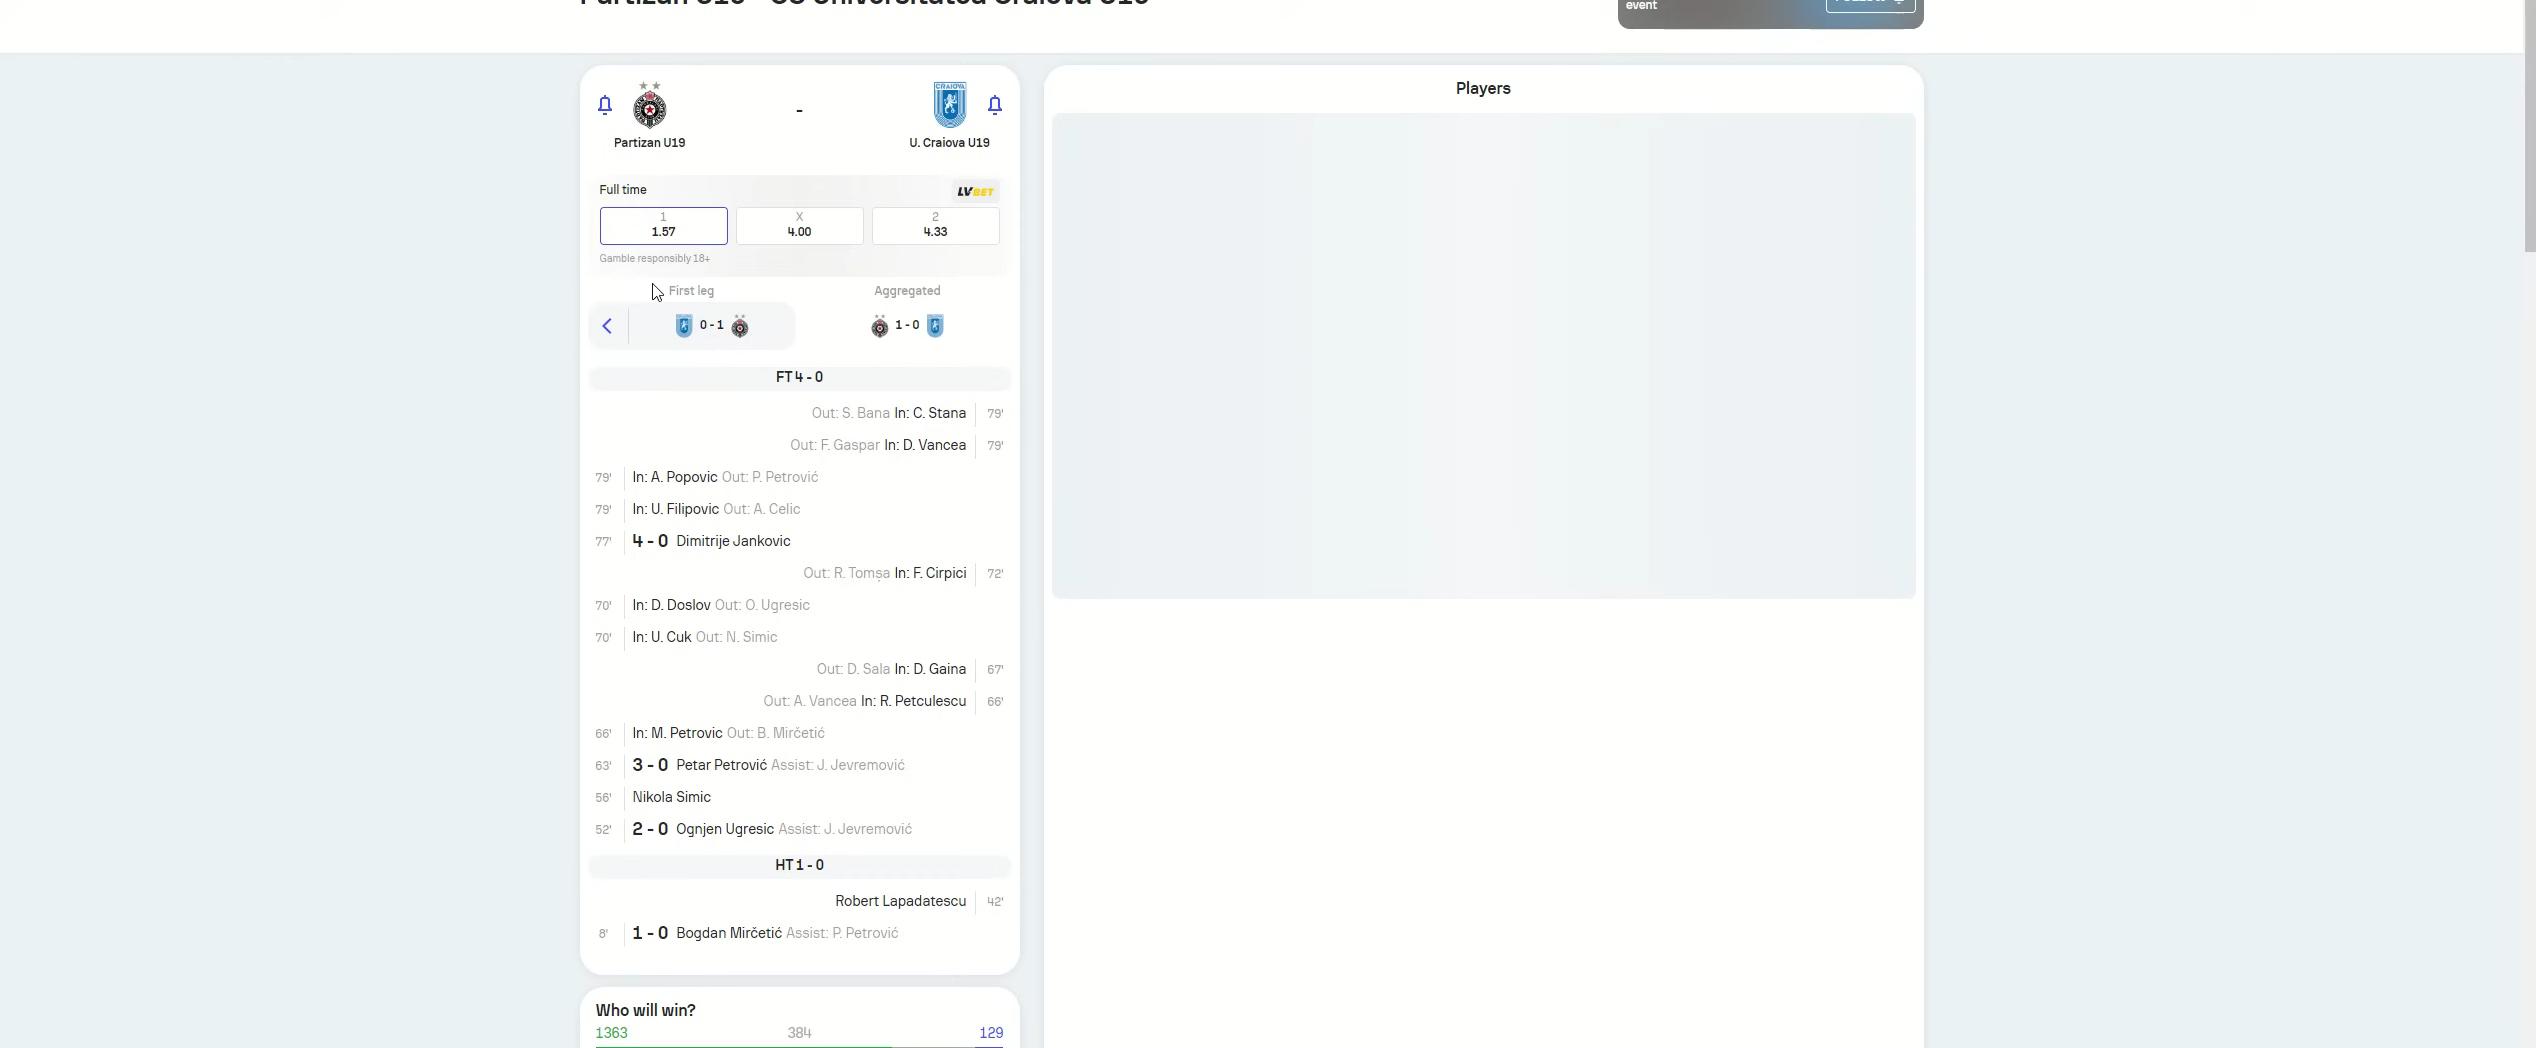 event
Players
-
Partizan U19
U. Craiova U19
Full time
LVBET
1
X
2
1.57
4.00
4.33
Gamble responsibly 18+
First leg
Aggregated
0 - 1
1 - 0
FT 4 - 0
Out: S. Bana In: C. Stana 79'
Out: F. Gaspar In: D. Vancea 79'
79' In: A. Popovic Out: P. Petrović
79' In: U. Filipovic Out: A. Celic
77' 4 - 0 Dimitrije Jankovic
Out: R. Tomșa In: F. Cirpici 72'
70' In: D. Doslov Out: O. Ugresic
70' In: U. Cuk Out: N. Simic
Out: D. Sala In: D. Gaina 67'
Out: A. Vancea In: R. Petculescu 66'
66' In: M. Petrovic Out: B. Mirčetić
63' 3 - 0 Petar Petrović Assist: J. Jevremović
56' Nikola Simic
52' 2 - 0 Ognjen Ugresic Assist: J. Jevremović
HT 1 - 0
Robert Lapadatescu 42'
8' 1 - 0 Bogdan Mirčetić Assist: P. Petrović
Who will win?
1363
384
129